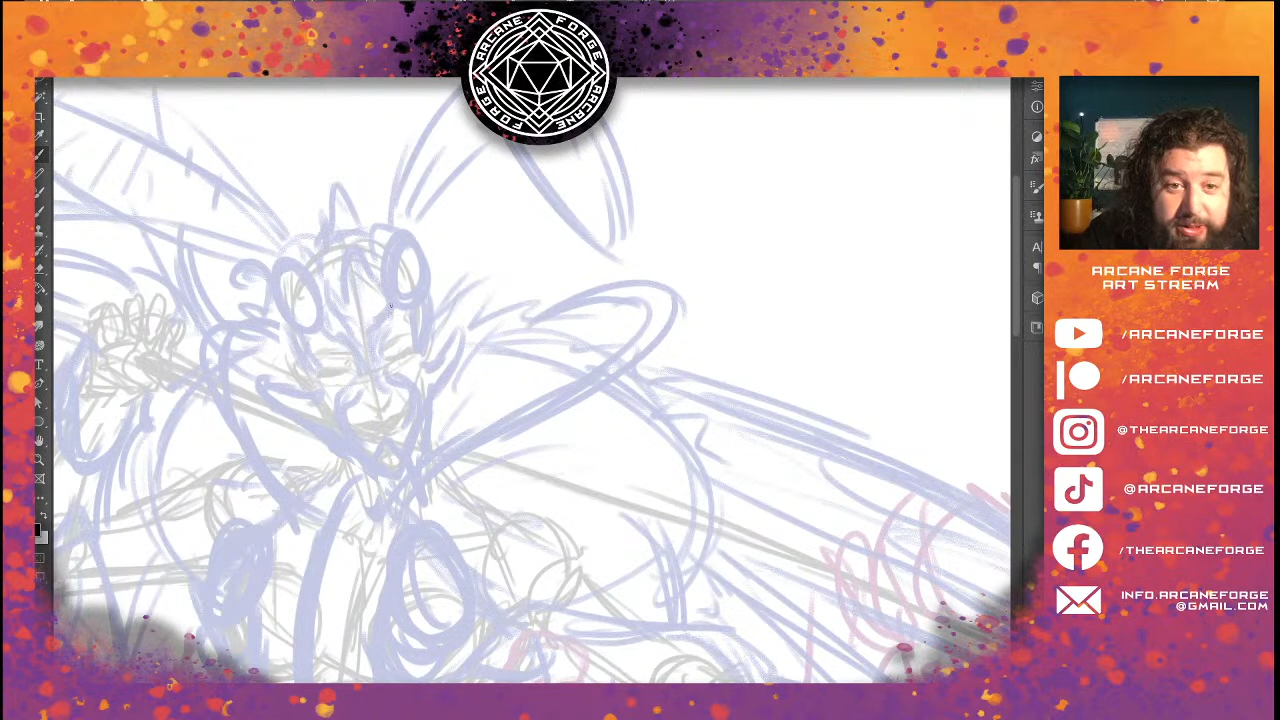 ARCANE FORGE
ARCANE FORGE
ARCANE FORGE
ART STREAM
/ARCANEFORGE
/ARCANEFORGE
@THEARCANEFORGE
@ARCANEFORGE
/THEARCANEFORGE
INFO.ARCANEFORGE
@GMAIL.COM